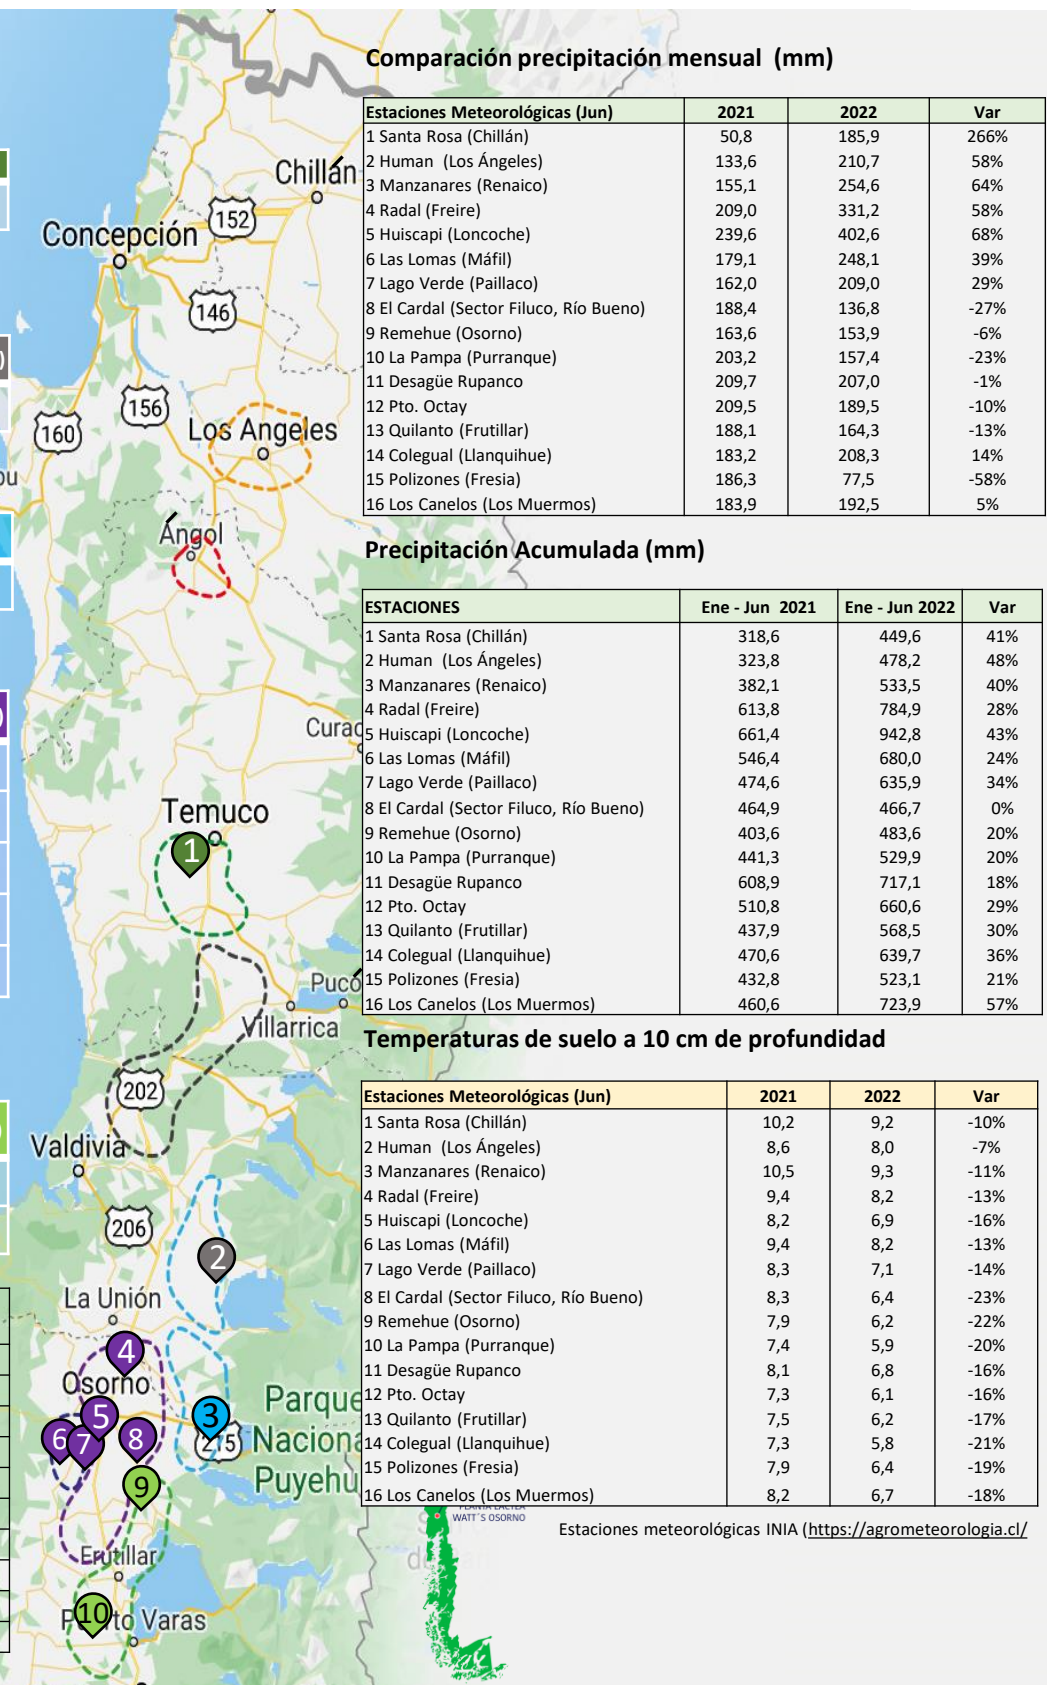 Comparación precipitación mensual (mm)
Estaciones Meteorológicas (Jun) 2021 2022 Var
1 Santa Rosa (Chillán) 50,8 185,9 266%
2 Human (Los Ángeles) 133,6 210,7 58%
3 Manzanares (Renaico) 155,1 254,6 64%
4 Radal (Freire) 209,0 331,2 58%
5 Huiscapi (Loncoche) 239,6 402,6 68%
6 Las Lomas (Máfil) 179,1 248,1 39%
7 Lago Verde (Paillaco) 162,0 209,0 29%
8 El Cardal (Sector Filuco, Río Bueno) 188,4 136,8 -27%
9 Remehue (Osorno) 163,6 153,9 -6%
10 La Pampa (Purranque) 203,2 157,4 -23%
11 Desagüe Rupanco 209,7 207,0 -1%
12 Pto. Octay 209,5 189,5 -10%
13 Quilanto (Frutillar) 188,1 164,3 -13%
14 Colegual (Llanquihue) 183,2 208,3 14%
15 Polizones (Fresia) 186,3 77,5 -58%
16 Los Canelos (Los Muermos) 183,9 192,5 5%
Precipitación Acumulada (mm)
ESTACIONES Ene - Jun 2021 Ene - Jun 2022 Var
1 Santa Rosa (Chillán) 318,6 449,6 41%
2 Human (Los Ángeles) 323,8 478,2 48%
3 Manzanares (Renaico) 382,1 533,5 40%
4 Radal (Freire) 613,8 784,9 28%
5 Huiscapi (Loncoche) 661,4 942,8 43%
6 Las Lomas (Máfil) 546,4 680,0 24%
7 Lago Verde (Paillaco) 474,6 635,9 34%
8 El Cardal (Sector Filuco, Río Bueno) 464,9 466,7 0%
9 Remehue (Osorno) 403,6 483,6 20%
10 La Pampa (Purranque) 441,3 529,9 20%
11 Desagüe Rupanco 608,9 717,1 18%
12 Pto. Octay 510,8 660,6 29%
13 Quilanto (Frutillar) 437,9 568,5 30%
14 Colegual (Llanquihue) 470,6 639,7 36%
15 Polizones (Fresia) 432,8 523,1 21%
16 Los Canelos (Los Muermos) 460,6 723,9 57%
Temperaturas de suelo a 10 cm de profundidad
Estaciones Meteorológicas (Jun) 2021 2022 Var
1 Santa Rosa (Chillán) 10,2 9,2 -10%
2 Human (Los Ángeles) 8,6 8,0 -7%
3 Manzanares (Renaico) 10,5 9,3 -11%
4 Radal (Freire) 9,4 8,2 -13%
5 Huiscapi (Loncoche) 8,2 6,9 -16%
6 Las Lomas (Máfil) 9,4 8,2 -13%
7 Lago Verde (Paillaco) 8,3 7,1 -14%
8 El Cardal (Sector Filuco, Río Bueno) 8,3 6,4 -23%
9 Remehue (Osorno) 7,9 6,2 -22%
10 La Pampa (Purranque) 7,4 5,9 -20%
11 Desagüe Rupanco 8,1 6,8 -16%
12 Pto. Octay 7,3 6,1 -16%
13 Quilanto (Frutillar) 7,5 6,2 -17%
14 Colegual (Llanquihue) 7,3 5,8 -21%
15 Polizones (Fresia) 7,9 6,4 -19%
16 Los Canelos (Los Muermos) 8,2 6,7 -18%
Estaciones meteorológicas INIA (https://agrometeorologia.cl/
Chillán
152
Concepción
146
156
160
Los Angeles
Ángol
Curac
Temuco
1
Pucó
Villarrica
202
Valdivia
206
2
La Unión
4
Osorno
5
3
6
7
8
275
Parque
Naciona
Puyehu
9
WATT´S OSORNO
10
Varas